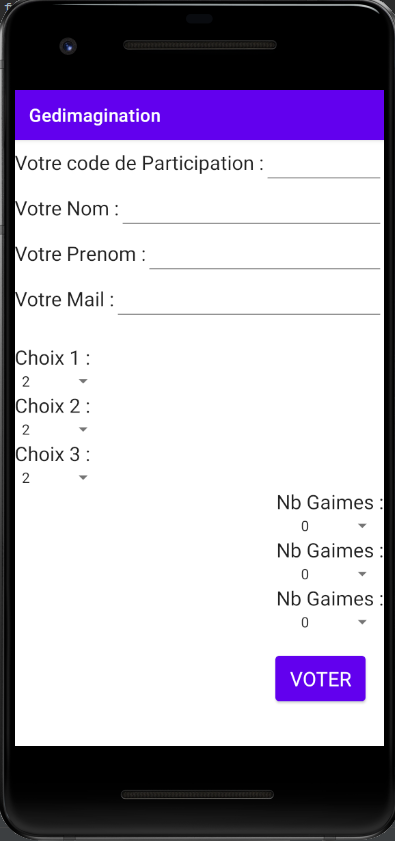 Gedimagination
Votre code de Participation :
Votre Nom :
Votre Prenom :
Votre Mail :
Choix 1 :
2
Choix 2 :
2
Choix 3 :
2
Nb Gaimes :
0
Nb Gaimes :
0
Nb Gaimes :
0
VOTER